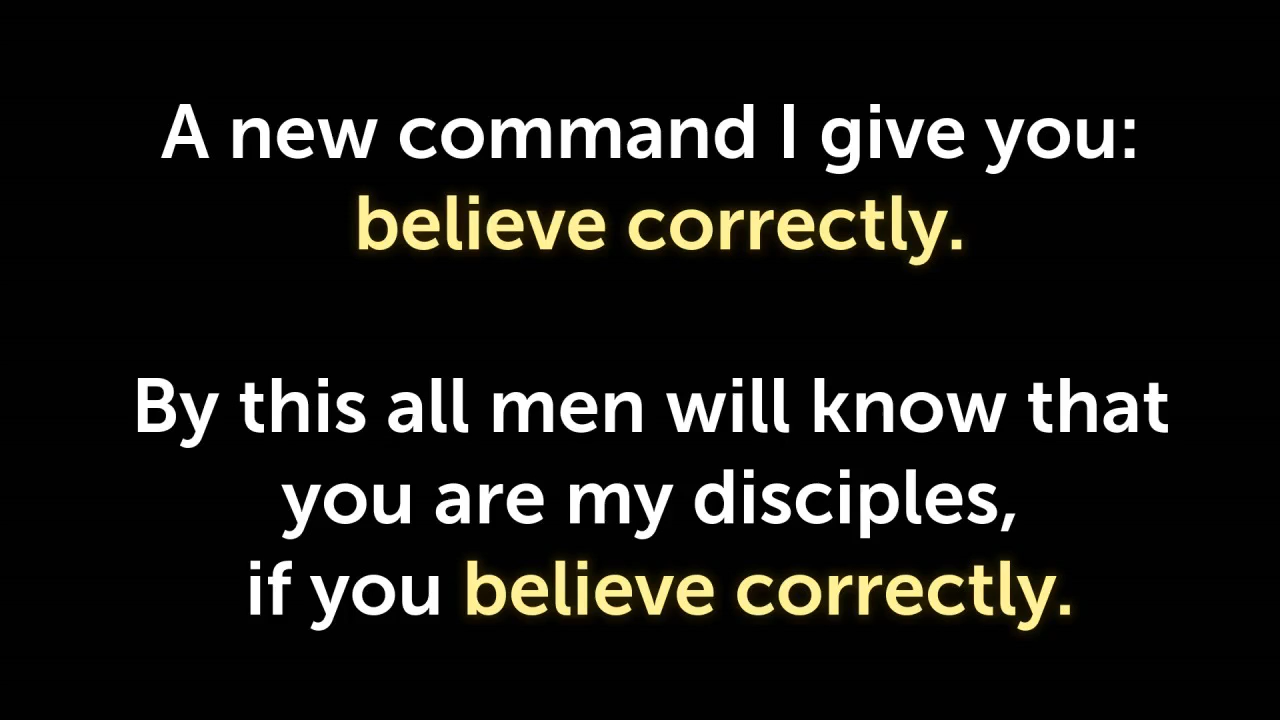 A new command I give you:
believe correctly.
By this all men will know that
you are my disciples,
if you believe correctly.